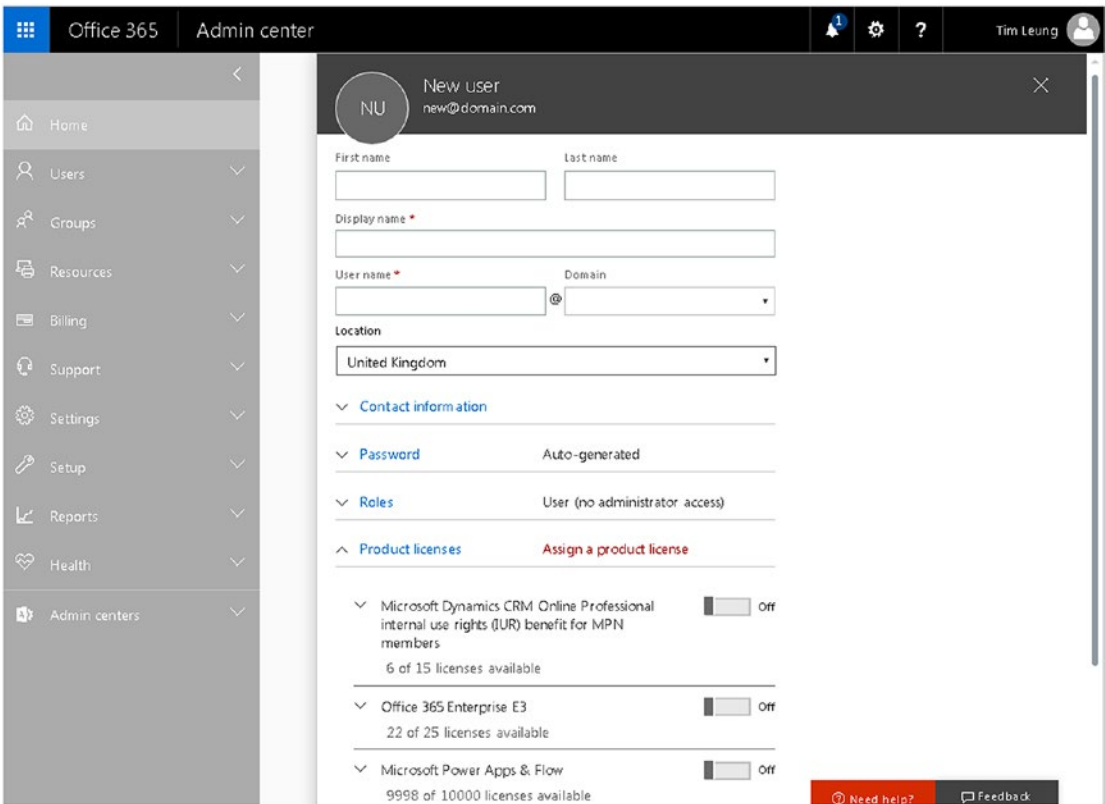 Office 365 Admin center 1 ? Tim Leung
Home
Users
Groups
Resources
Billing
Support
Settings
Setup
Reports
Health
Admin centers
NU
New user
new@domain.com
First name Last name
Display name *
User name * Domain
@
Location
United Kingdom
Contact information
Password Auto-generated
Roles User (no administrator access)
Product licenses Assign a product license
Microsoft Dynamics CRM Online Professional Off
internal use rights (IUR) benefit for MPN
members
6 of 15 licenses available
Office 365 Enterprise E3 Off
22 of 25 licenses available
Microsoft Power Apps & Flow Off
9998 of 10000 licenses available
Need help? Feedback